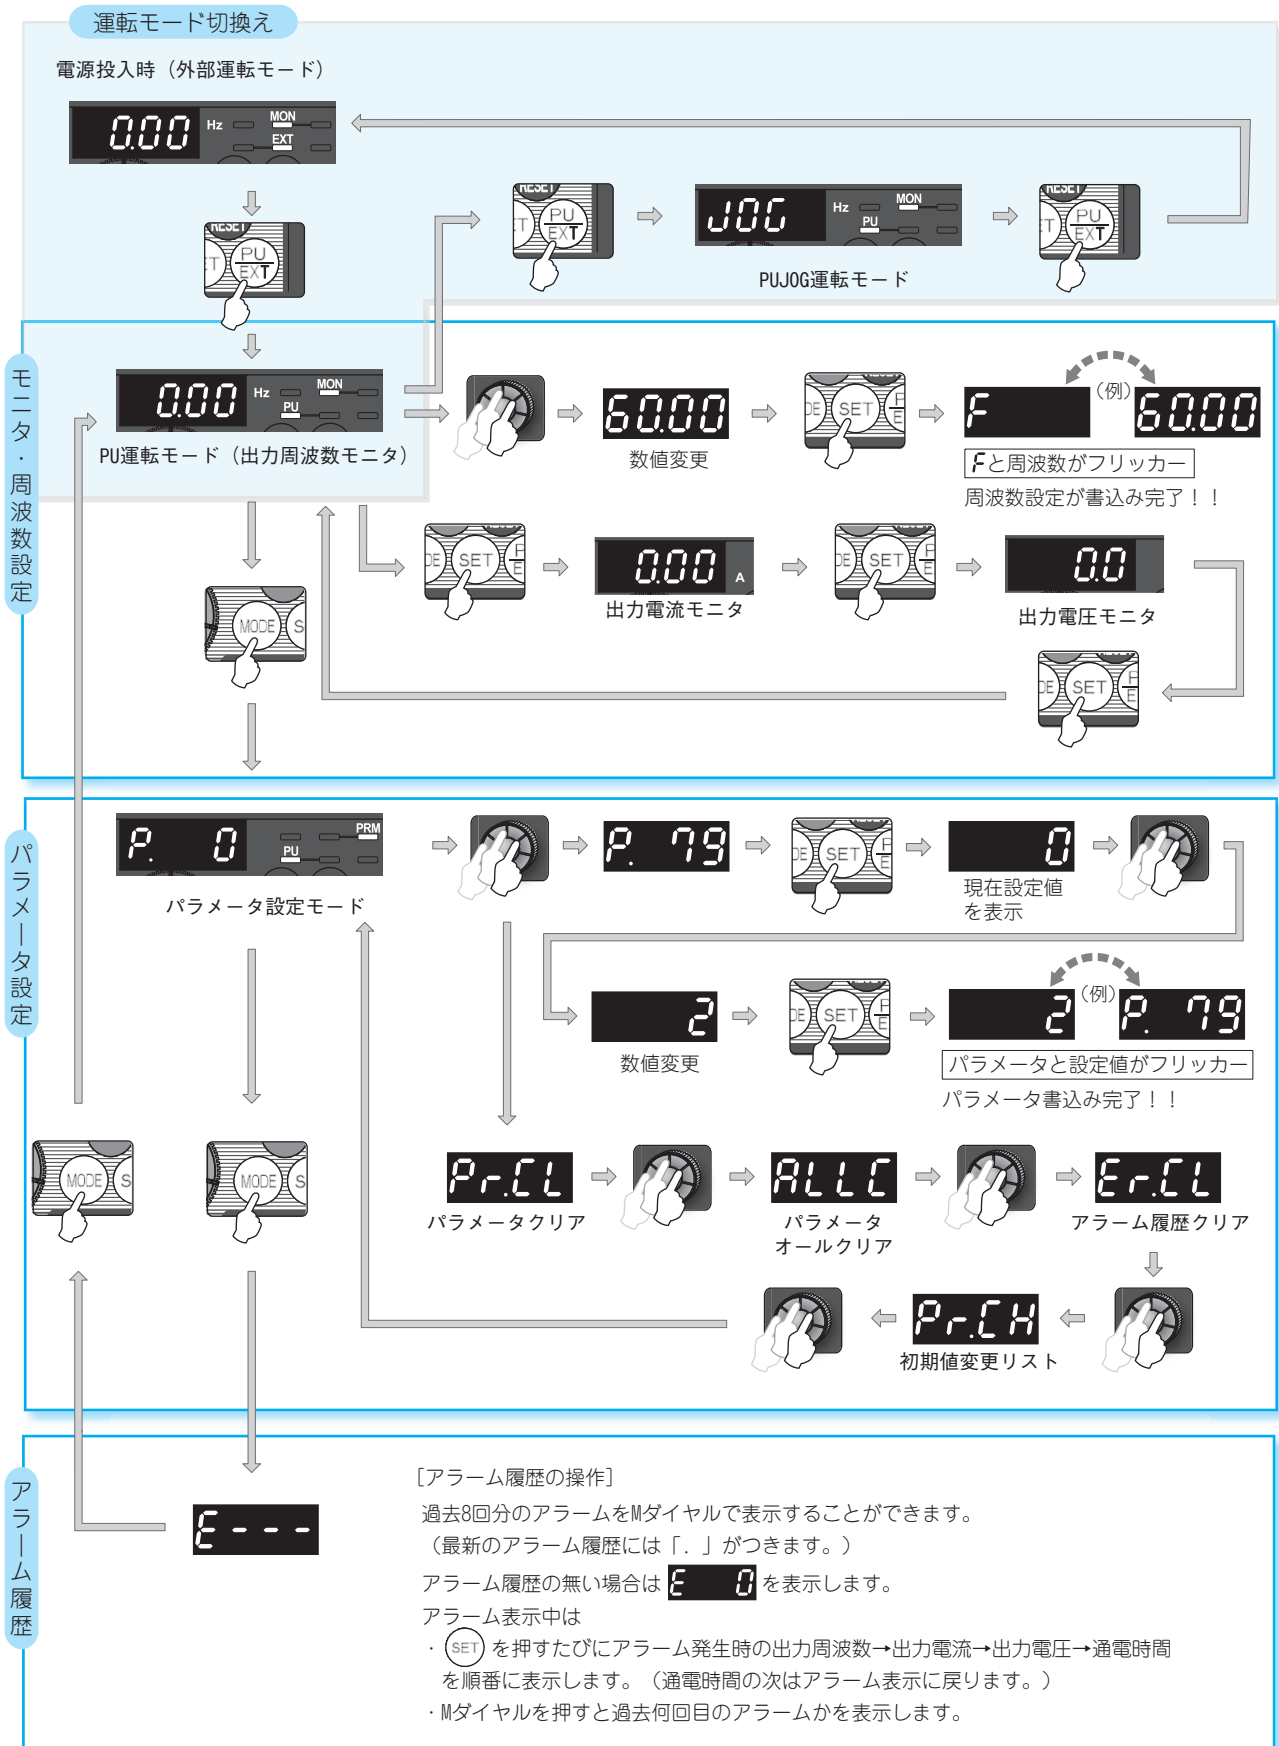 運転モード切換え
電源投入時（外部運転モード）
0.00 Hz MON EXT
RESET
PU
EXT
RESET
PU
EXT
JOG Hz MON PU
RESET
PU
EXT
PUJOG運転モード
モニタ・周波数設定
0.00 Hz MON PU
PU運転モード（出力周波数モニタ）
60.00
数値変更
SET
F （例） 60.00
Fと周波数がフリッカー
周波数設定が書込み完了！！
SET
0.00 A
出力電流モニタ
SET
0.0
出力電圧モニタ
MODE
SET
パラメータ設定
P. 0 PRM PU
パラメータ設定モード
P. 79
SET
0
現在設定値
を表示
2
数値変更
SET
2 （例） P. 79
パラメータと設定値がフリッカー
パラメータ書込み完了！！
MODE
MODE
Pr.CL
パラメータクリア
ALLC
パラメータ
オールクリア
Er.CL
アラーム履歴クリア
Pr.CH
初期値変更リスト
アラーム履歴
E---
［アラーム履歴の操作］
過去8回分のアラームをMダイヤルで表示することができます。
（最新のアラーム履歴には「．」がつきます。）
アラーム履歴の無い場合は E 0 を表示します。
アラーム表示中は
・ SET を押すたびにアラーム発生時の出力周波数→出力電流→出力電圧→通電時間
を順番に表示します。（通電時間の次はアラーム表示に戻ります。）
・Mダイヤルを押すと過去何回目のアラームかを表示します。